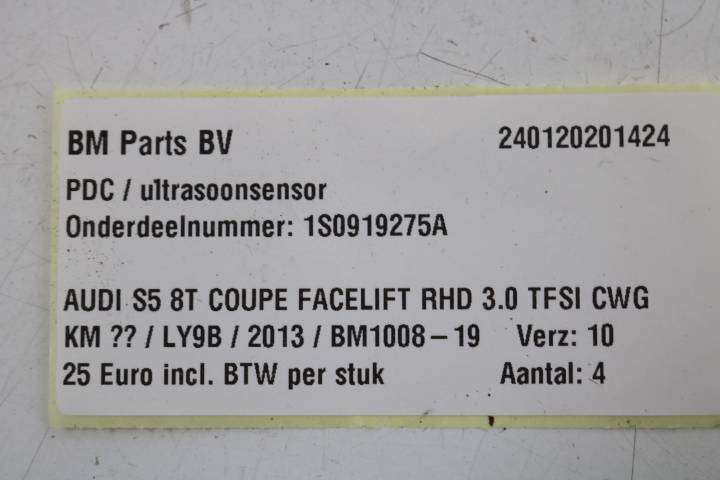 BM Parts BV 240120201424
PDC / ultrasoonsensor
Onderdeelnummer: 1S0919275A
AUDI S5 8T COUPE FACELIFT RHD 3.0 TFSI CWG
KM ?? / LY9B / 2013 / BM1008-19 Verz: 10
25 Euro incl. BTW per stuk Aantal: 4